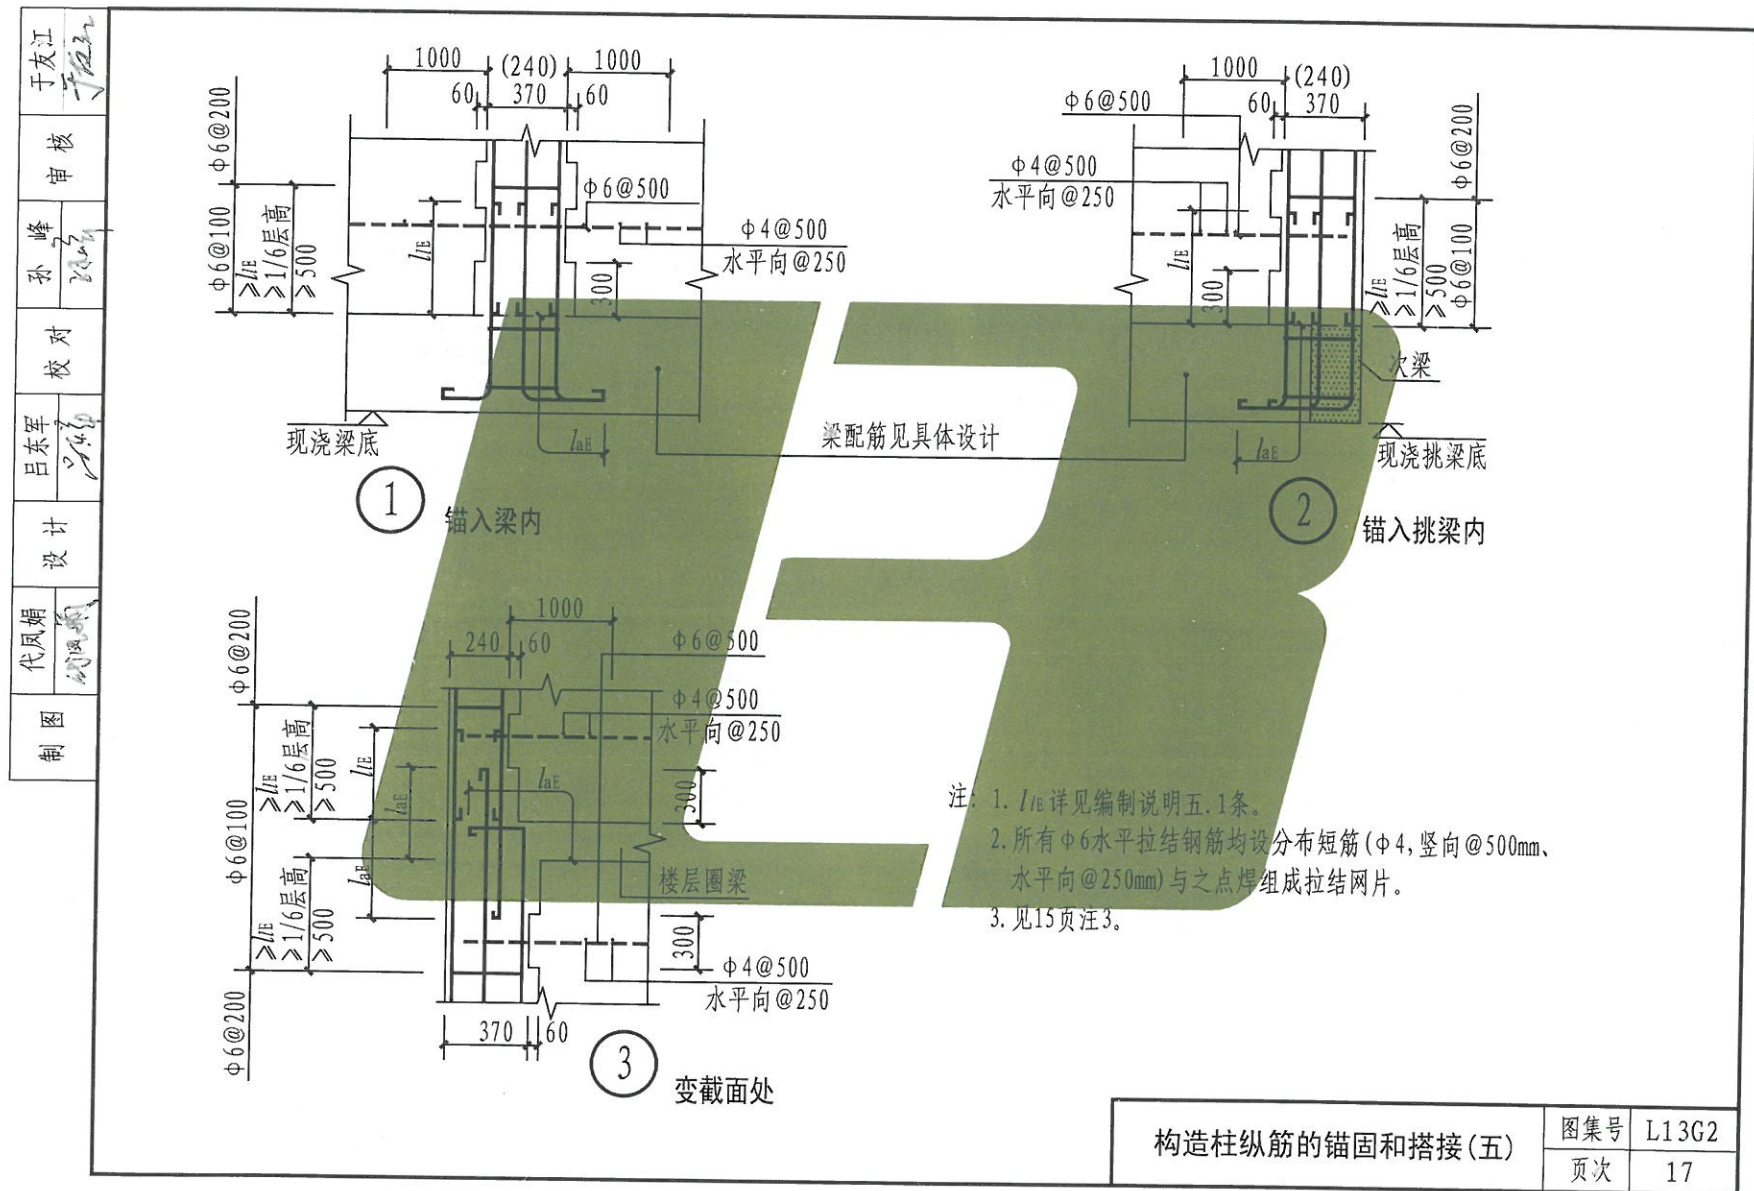 于友江
审 核
孙 峰
校 对
吕东军
设 计
代凤娟
制 图
1000 (240) 1000
60 370 60
φ6@200
φ6@100
≥llE
≥1/6层高
≥500
llE
φ6@500
φ4@500
水平向@250
300
laE
现浇梁底
1
锚入梁内
梁配筋见具体设计
1000 (240)
60 370
φ6@500
φ4@500
水平向@250
llE
300
≥llE
≥1/6层高
≥500
φ6@200
φ6@100
次梁
laE
现浇挑梁底
2
锚入挑梁内
1000
240 60
φ6@500
φ4@500
水平向@250
φ6@200
φ6@100
φ6@200
≥llE
≥1/6层高
≥500
≥llE
≥1/6层高
≥500
llE
laE
laE
laE
300
楼层圈梁
300
φ4@500
水平向@250
370 60
3
变截面处
注: 1. llE详见编制说明五.1条。
2. 所有φ6水平拉结钢筋均设分布短筋(φ4,竖向@500mm、
水平向@250mm)与之点焊组成拉结网片。
3. 见15页注3。
构造柱纵筋的锚固和搭接(五)
图集号 L13G2
页次 17